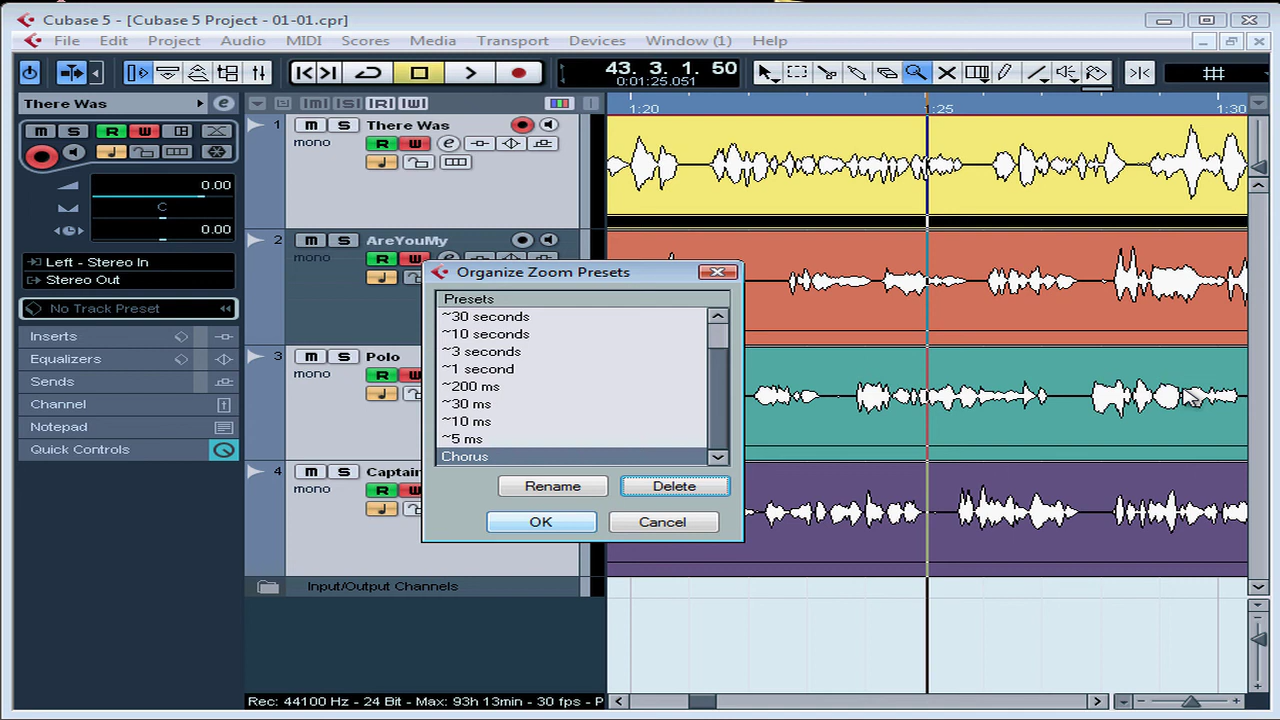 Cubase 5 - [Cubase 5 Project - 01-01.cpr]
File Edit Project Audio MIDI Scores Media Transport Devices Window (1) Help
43. 3. 1. 50
0:01:25.051
There Was
e
1:20 1:25 1:30
M S R W
0.00
C
0.00
Left - Stereo In
Stereo Out
No Track Preset
Inserts
Equalizers
Sends
Channel
Notepad
Quick Controls
M S R W
1 M S There Was
mono R W e
2 M S AreYouMy
mono R W
3 M S Polo
mono R W
4 M S Captain
mono R W
Input/Output Channels
Organize Zoom Presets
Presets
~30 seconds
~10 seconds
~3 seconds
~1 second
~200 ms
~30 ms
~10 ms
~5 ms
Chorus
Rename Delete
OK Cancel
Rec: 44100 Hz - 24 Bit - Max: 93h 13min - 30 fps - P